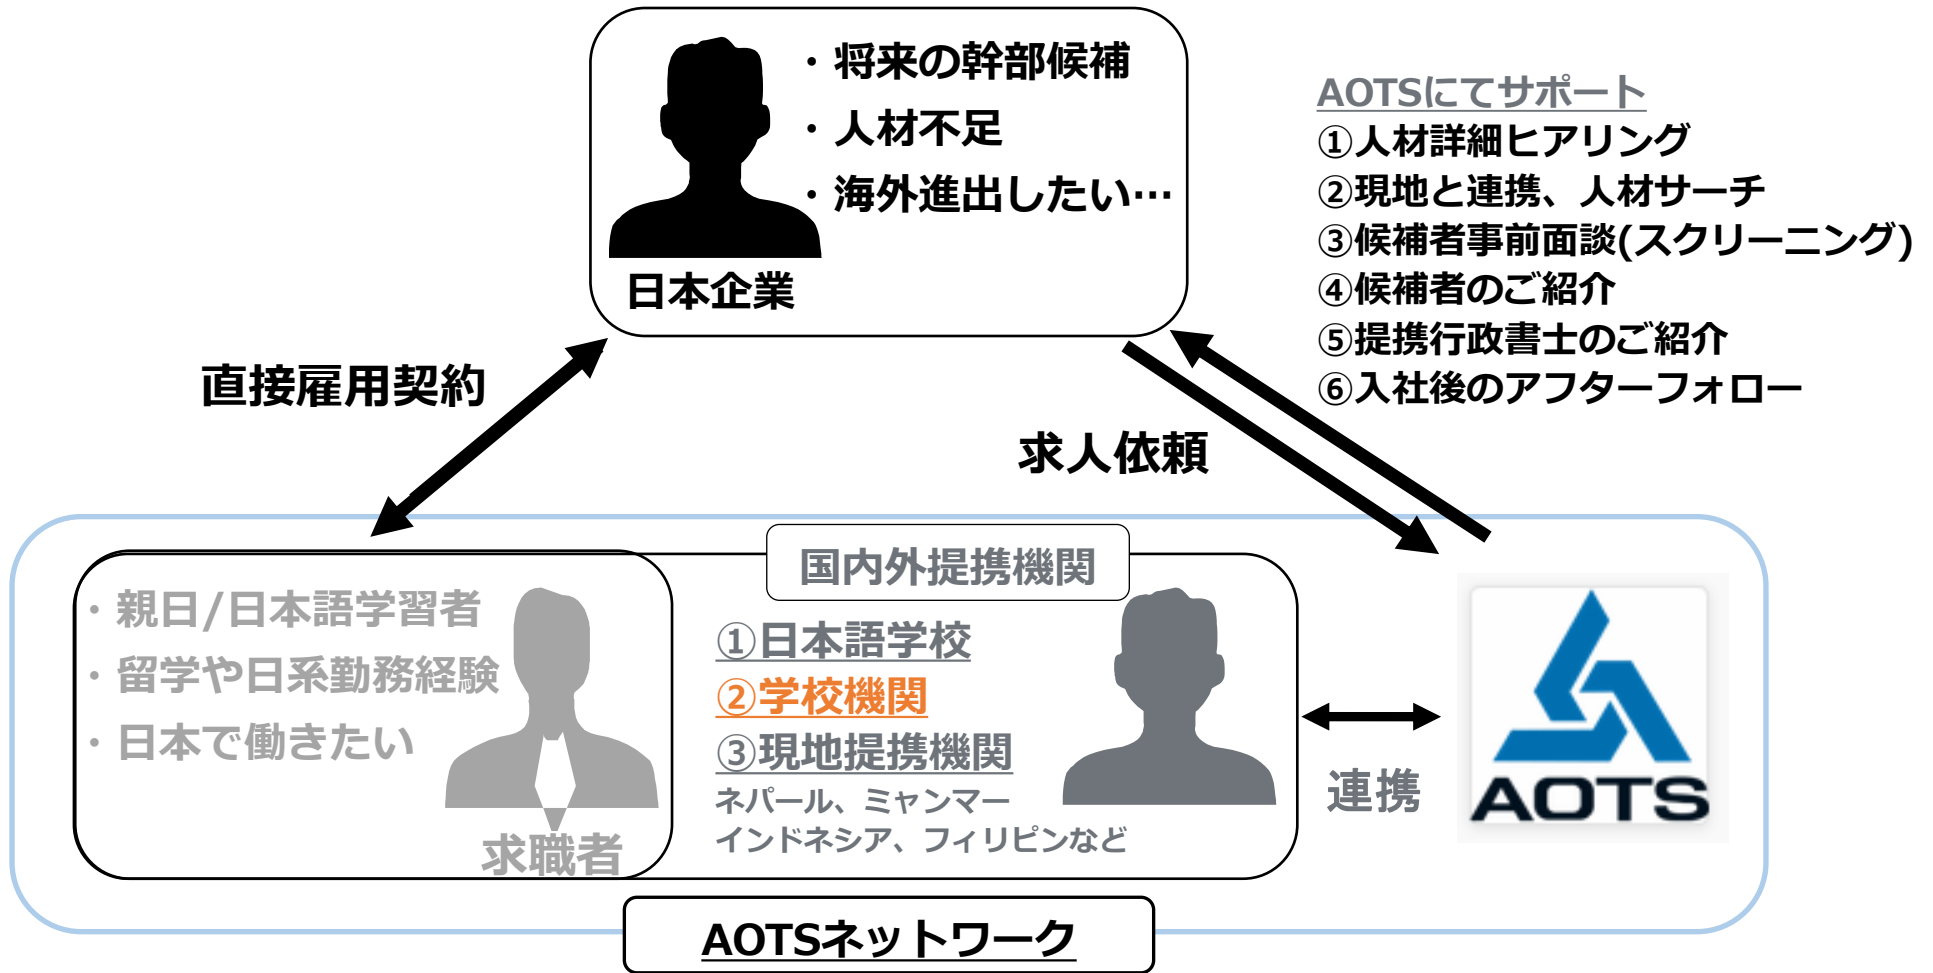 ・将来の幹部候補
・人材不足
・海外進出したい…
日本企業
AOTSにてサポート
①人材詳細ヒアリング
②現地と連携、人材サーチ
③候補者事前面談(スクリーニング)
④候補者のご紹介
⑤提携行政書士のご紹介
⑥入社後のアフターフォロー
直接雇用契約
求人依頼
国内外提携機関
・親日/日本語学習者
・留学や日系勤務経験
・日本で働きたい
求職者
①日本語学校
②学校機関
③現地提携機関
ネパール、ミャンマー
インドネシア、フィリピンなど
連携
AOTS
AOTSネットワーク